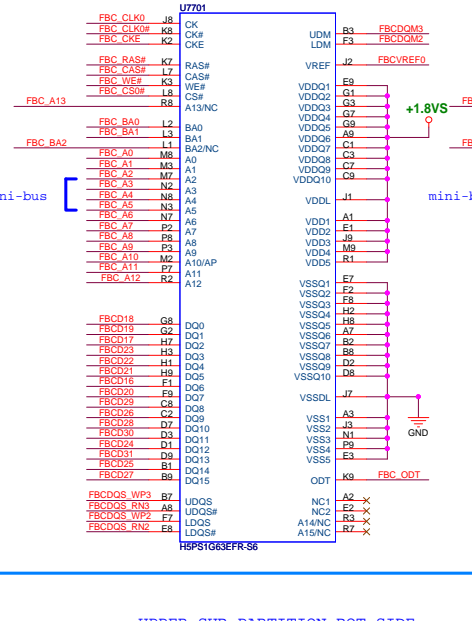 U7701
FBC_CLK0 J8 CK
FBC_CLK0# K8 CK#
FBC_CKE K2 CKE
FBC_RAS# K7 RAS#
FBC_CAS# L7 CAS#
FBC_WE# K3 WE#
FBC_CS0# L8 CS#
FBC_A13 R8 A13/NC
FBC_BA0 L2 BA0
FBC_BA1 L3 BA1
FBC_BA2 L1 BA2/NC
FBC_A0 M8 A0
FBC_A1 M3 A1
FBC_A2 M7 A2
FBC_A3 N2 A3
FBC_A4 N8 A4
FBC_A5 N3 A5
FBC_A6 N7 A6
FBC_A7 P2 A7
FBC_A8 P8 A8
FBC_A9 P3 A9
FBC_A10 M2 A10/AP
FBC_A11 P7 A11
FBC_A12 R2 A12
ni-bus
FBCD18 G8 DQ0
FBCD19 G2 DQ1
FBCD17 H7 DQ2
FBCD23 H3 DQ3
FBCD22 H1 DQ4
FBCD21 H9 DQ5
FBCD16 F1 DQ6
FBCD20 F9 DQ7
FBCD29 C8 DQ8
FBCD26 C2 DQ9
FBCD28 D7 DQ10
FBCD30 D3 DQ11
FBCD24 D1 DQ12
FBCD31 D9 DQ13
FBCD25 B1 DQ14
FBCD27 B9 DQ15
FBCDQS_WP3 B7 UDQS
FBCDQS_RN3 A8 UDQS#
FBCDQS_WP2 F7 LDQS
FBCDQS_RN2 E8 LDQS#
UDM B3 FBCDQM3
LDM F3 FBCDQM2
VREF J2 FBCVREF0
VDDQ1 E9
VDDQ2 G1
VDDQ3 G3
VDDQ4 G7
VDDQ5 G9
VDDQ6 A9
VDDQ7 C1
VDDQ8 C3
VDDQ9 C7
VDDQ10 C9
+1.8VS
FB
FB
VDDL J1
mini-b
VDD1 A1
VDD2 E1
VDD3 J9
VDD4 M9
VDD5 R1
VSSQ1 E7
VSSQ2 F2
VSSQ3 F8
VSSQ4 H2
VSSQ5 H8
VSSQ6 A7
VSSQ7 B2
VSSQ8 B8
VSSQ9 D2
VSSQ10 D8
VSSDL J7
GND
VSS1 A3
VSS2 J3
VSS3 N1
VSS4 P9
VSS5 E3
ODT K9 FBC_ODT
NC1 A2
NC2 E2
A14/NC R3
A15/NC R7
H5PS1G63EFR-S6
UPPER SUB-PARTITION BOT SIDE